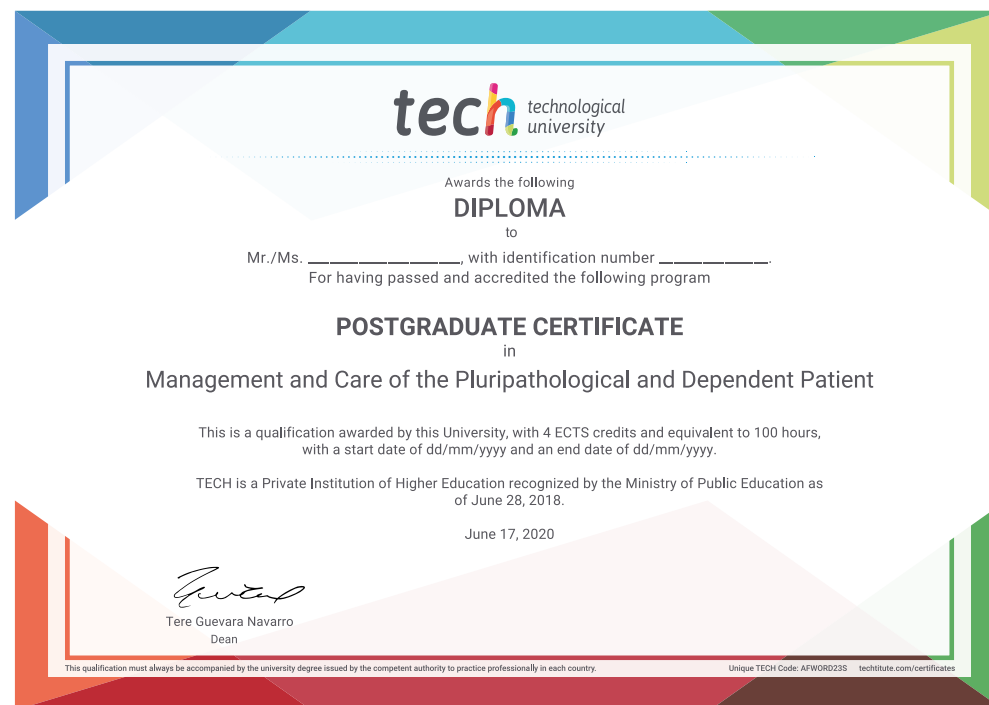 tech technological
university
Awards the following
DIPLOMA
to
Mr./Ms. __________________, with identification number _____________.
For having passed and accredited the following program
POSTGRADUATE CERTIFICATE
in
Management and Care of the Pluripathological and Dependent Patient
This is a qualification awarded by this University, with 4 ECTS credits and equivalent to 100 hours,
with a start date of dd/mm/yyyy and an end date of dd/mm/yyyy.
TECH is a Private Institution of Higher Education recognized by the Ministry of Public Education as
of June 28, 2018.
June 17, 2020
Tere Guevara Navarro
Dean
This qualification must always be accompanied by the university degree issued by the competent authority to practice professionally in each country.
Unique TECH Code: AFWORD23S techtitute.com/certificates